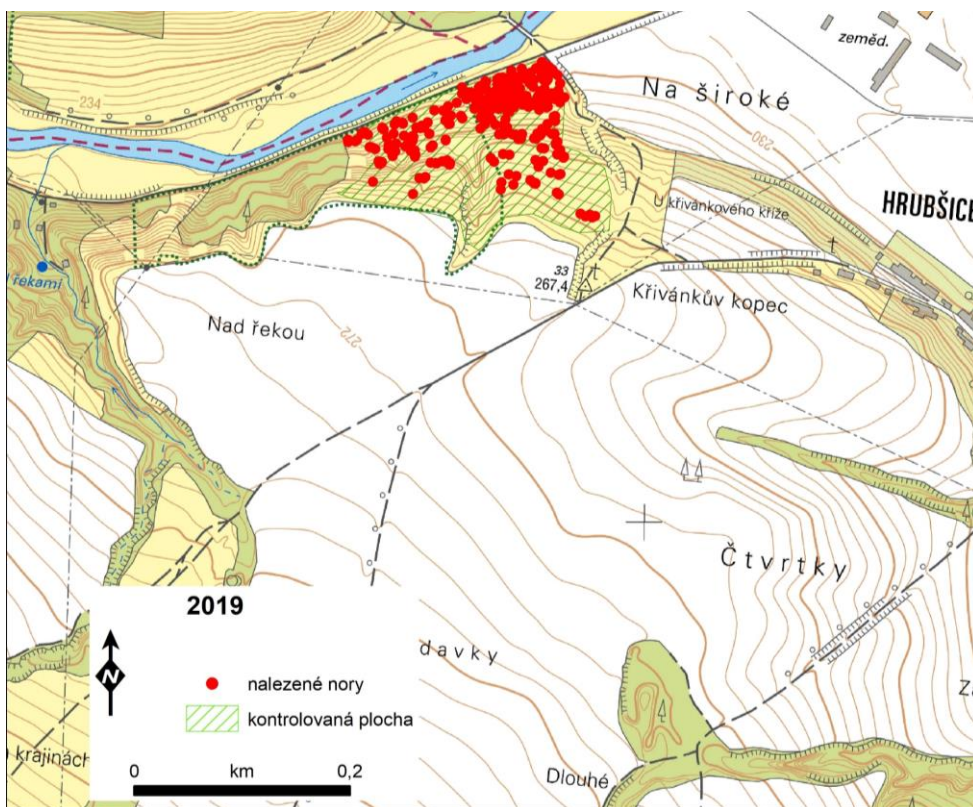 zeměd.
234
Na široké
230
U křivánkového kříže
HRUBŠIC
33
267,4
řekami
Křivánkův kopec
Nad řekou
272
Čtvrtky
2019
davky
nalezené nory
kontrolovaná plocha
krajinách
0 km 0,2
Dlouhé